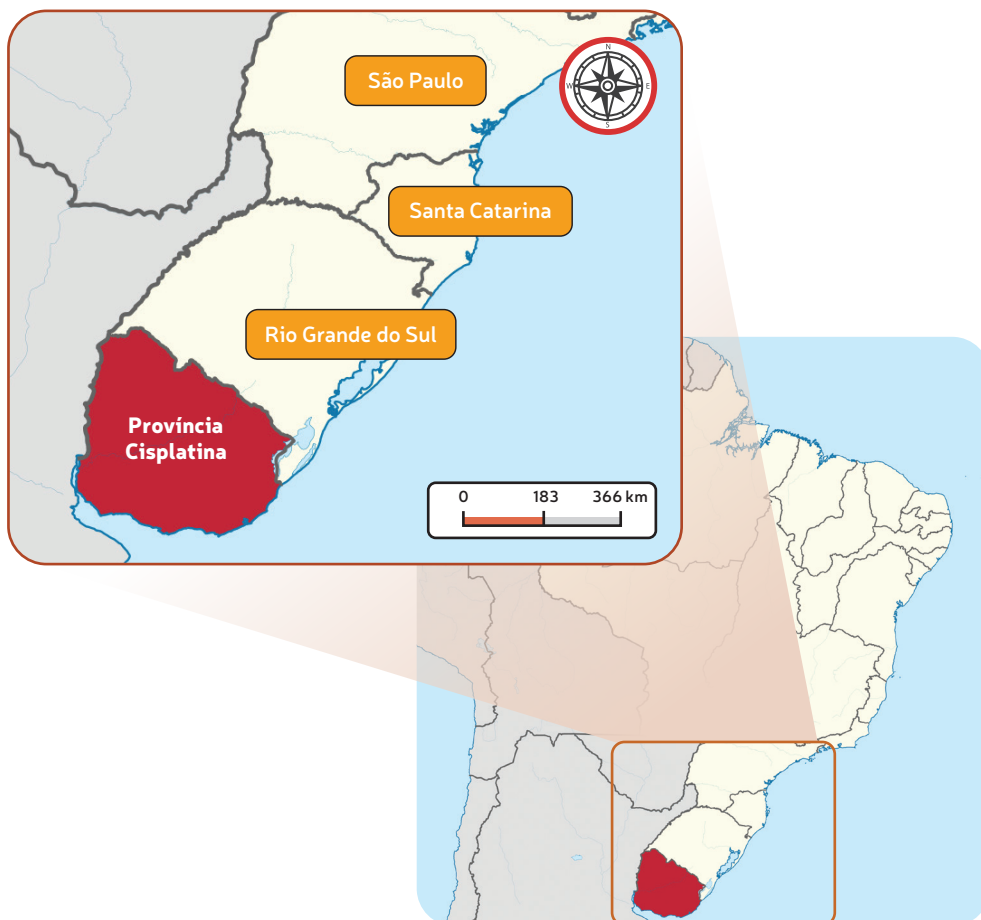 São Paulo
N
W
E
S
Santa Catarina
Rio Grande do Sul
Província
Cisplatina
0 183 366 km